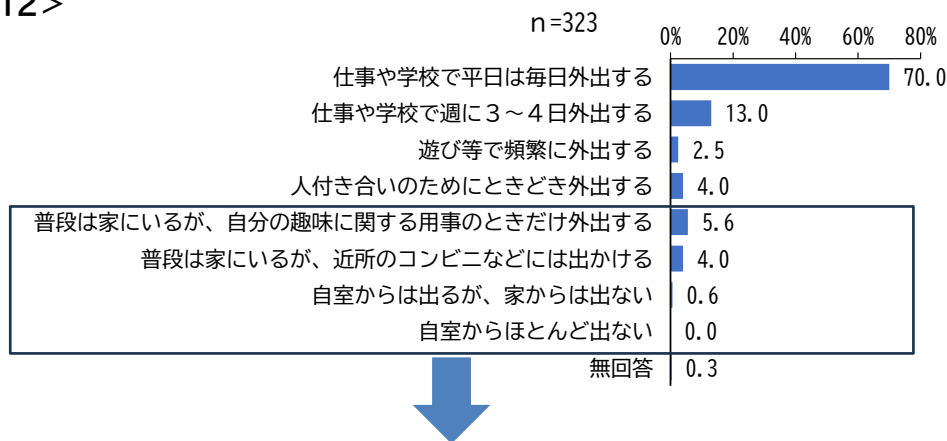 12>
n=323
0% 20% 40% 60% 80%
仕事や学校で平日は毎日外出する 70.0
仕事や学校で週に３～４日外出する 13.0
遊び等で頻繁に外出する 2.5
人付き合いのためにときどき外出する 4.0
普段は家にいるが、自分の趣味に関する用事のときだけ外出する 5.6
普段は家にいるが、近所のコンビニなどには出かける 4.0
自室からは出るが、家からは出ない 0.6
自室からほとんど出ない 0.0
無回答 0.3